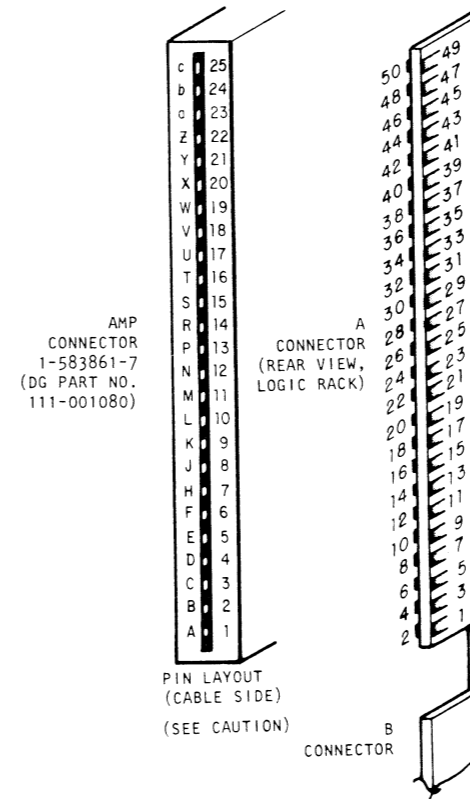 c 25
b 24
a 23
Z 22
Y 21
X 20
W 19
V 18
U 17
T 16
S 15
R 14
P 13
N 12
M 11
L 10
K 9
J 8
H 7
F 6
E 5
D 4
C 3
B 2
A 1
AMP
CONNECTOR
1-583861-7
(DG PART NO.
111-001080)
PIN LAYOUT
(CABLE SIDE)
(SEE CAUTION)
A
CONNECTOR
(REAR VIEW,
LOGIC RACK)
50 49
48 47
46 45
44 43
42 41
40 39
38 37
36 35
34 33
32 31
30 29
28 27
26 25
24 23
22 21
20 19
18 17
16 15
14 13
12 11
10 9
8 7
6 5
4 3
2 1
B
CONNECTOR